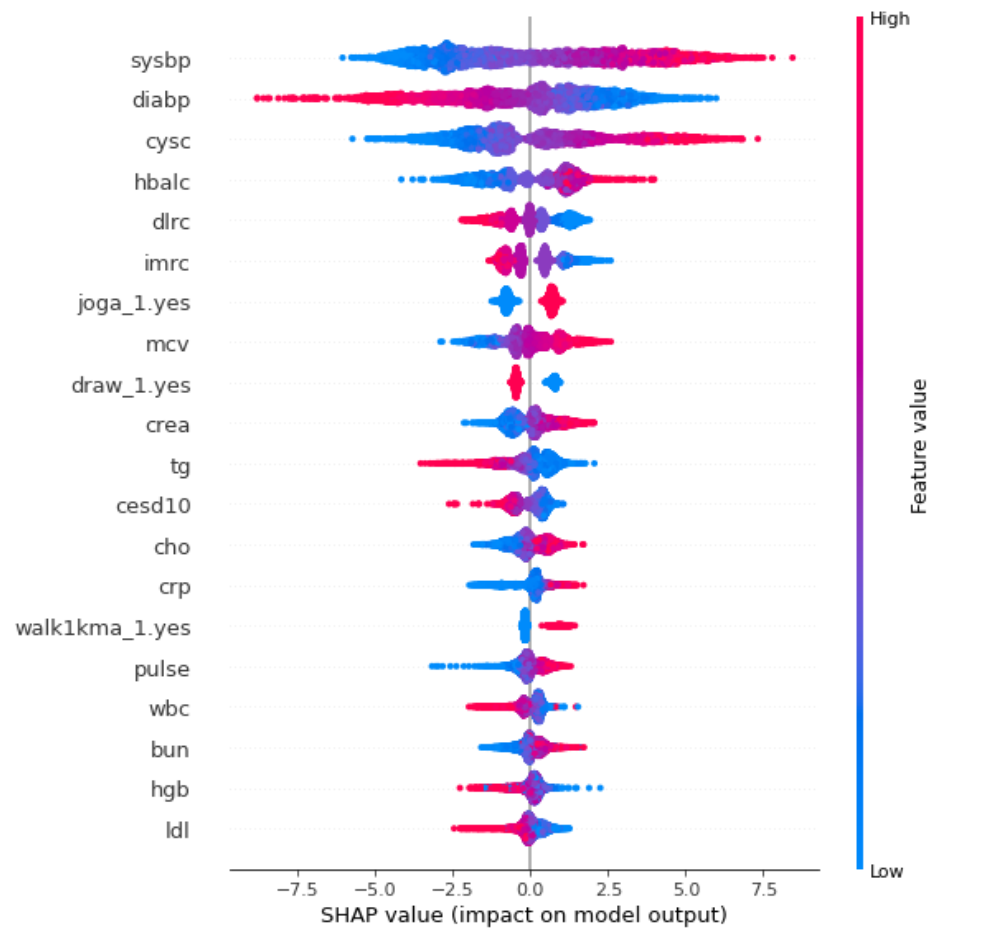 High
sysbp
diabp
cysc
hbalc
dlrc
imrc
joga_1.yes
mcv
draw_1.yes
crea
tg
cesd10
cho
crp
walk1kma_1.yes
pulse
wbc
bun
hgb
ldl
Feature value
Low
−7.5 −5.0 −2.5 0.0 2.5 5.0 7.5
SHAP value (impact on model output)